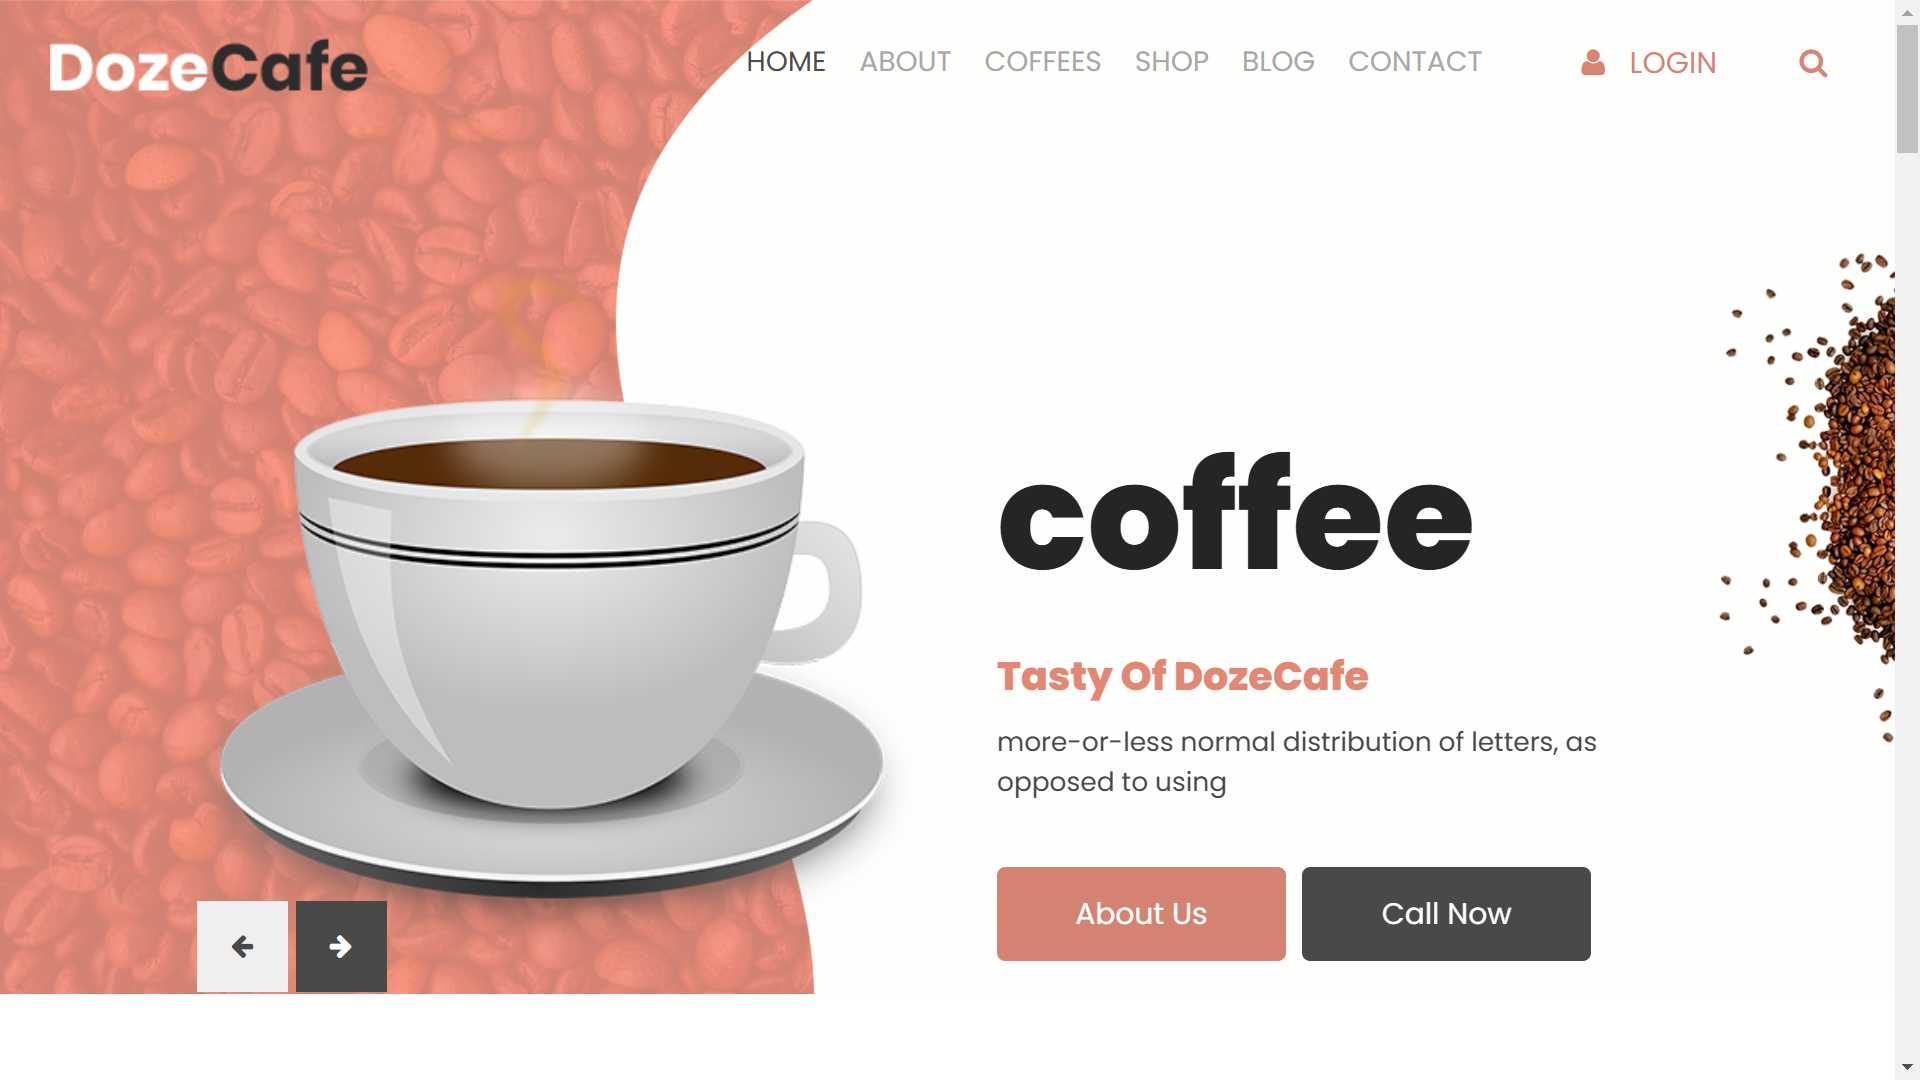 DozeCafe
HOME ABOUT COFFEES SHOP BLOG CONTACT LOGIN
coffee
Tasty Of DozeCafe
more-or-less normal distribution of letters, as
opposed to using
About Us Call Now